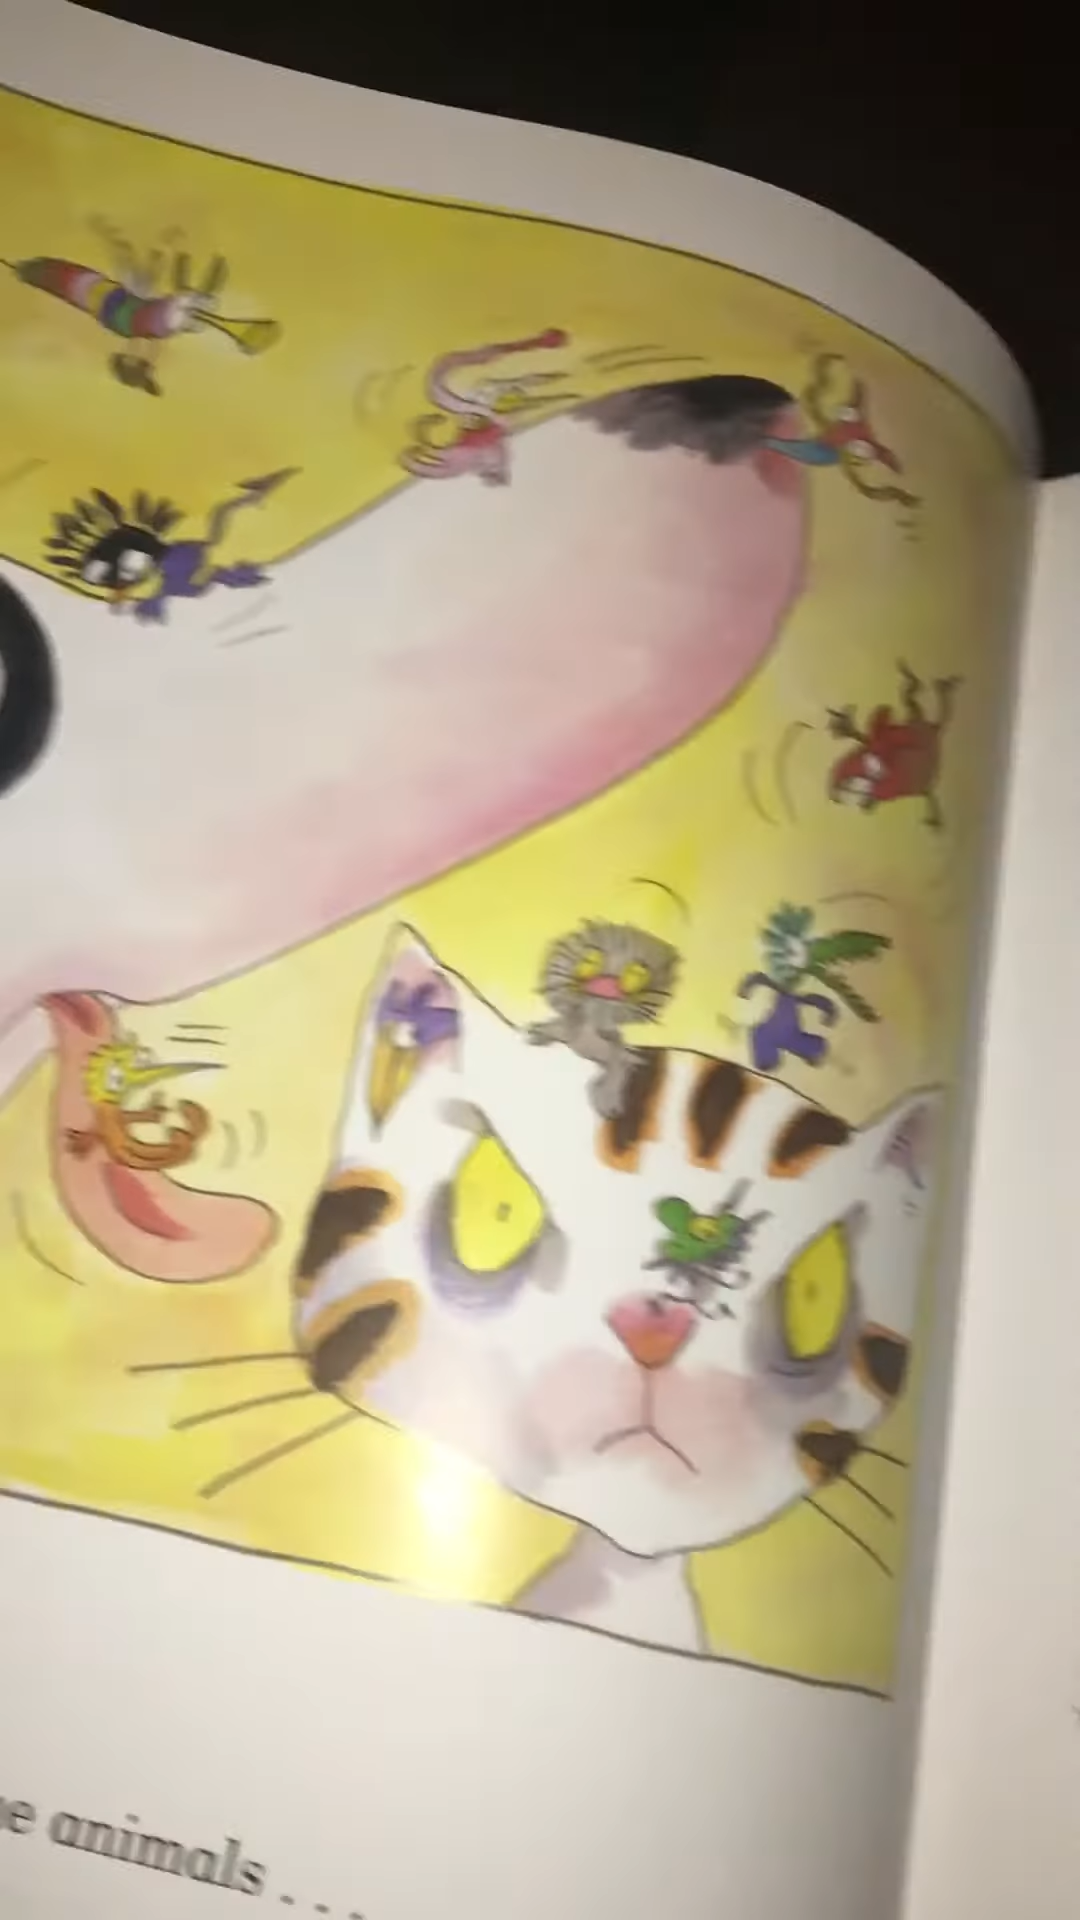 animals . . .